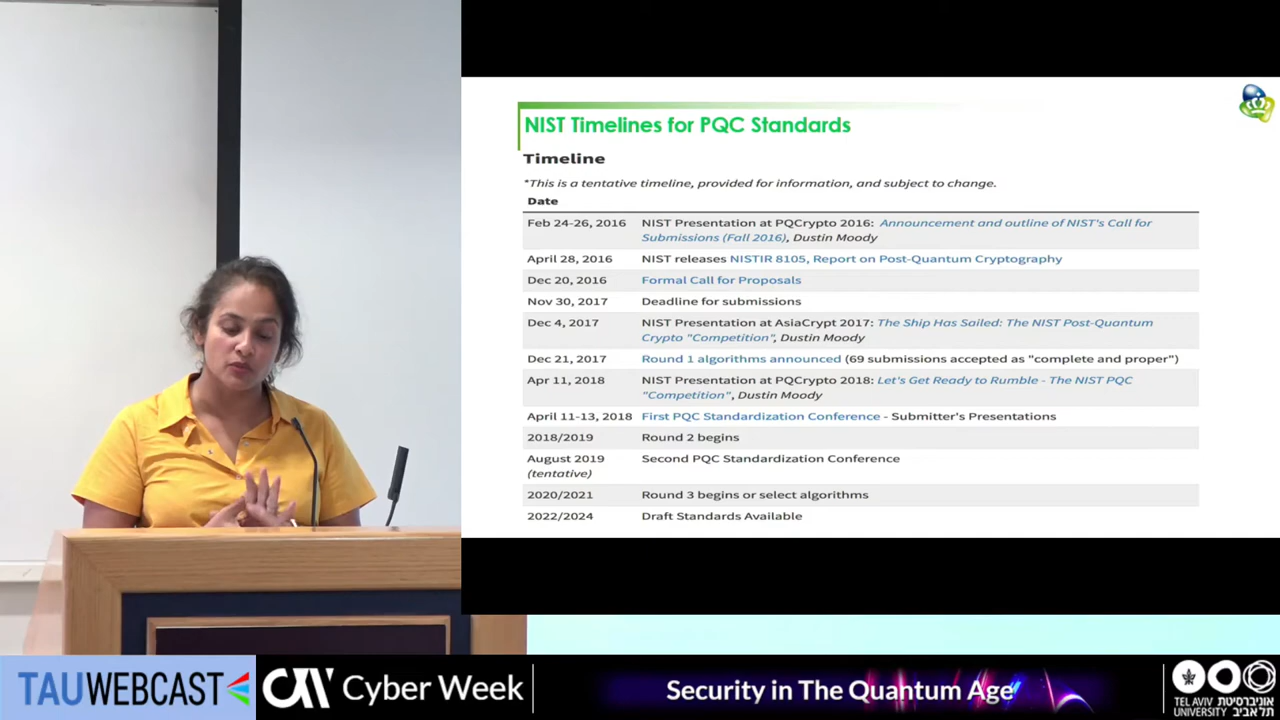 NIST Timelines for PQC Standards
Timeline
*This is a tentative timeline, provided for information, and subject to change.
Date
Feb 24-26, 2016 NIST Presentation at PQCrypto 2016: Announcement and outline of NIST's Call for
Submissions (Fall 2016), Dustin Moody
April 28, 2016 NIST releases NISTIR 8105, Report on Post-Quantum Cryptography
Dec 20, 2016 Formal Call for Proposals
Nov 30, 2017 Deadline for submissions
Dec 4, 2017 NIST Presentation at AsiaCrypt 2017: The Ship Has Sailed: The NIST Post-Quantum
Crypto "Competition", Dustin Moody
Dec 21, 2017 Round 1 algorithms announced (69 submissions accepted as "complete and proper")
Apr 11, 2018 NIST Presentation at PQCrypto 2018: Let's Get Ready to Rumble - The NIST PQC
"Competition", Dustin Moody
April 11-13, 2018 First PQC Standardization Conference - Submitter's Presentations
2018/2019 Round 2 begins
August 2019 Second PQC Standardization Conference
(tentative)
2020/2021 Round 3 begins or select algorithms
2022/2024 Draft Standards Available
TAUWEBCAST
Cyber Week
Security in The Quantum Age
TEL AVIV אוניברסיטת
UNIVERSITY תל אביב